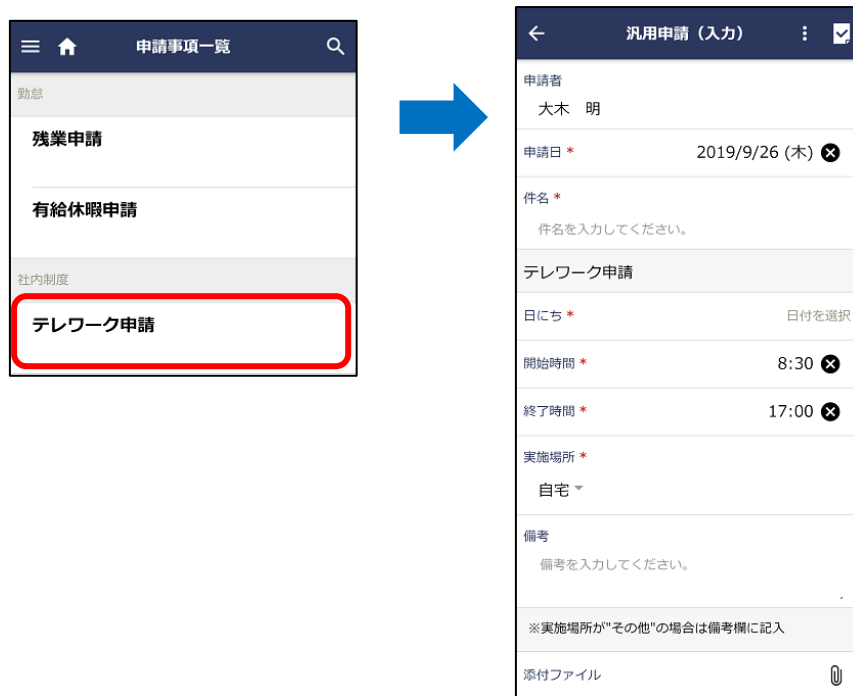 申請事項一覧
勤怠
残業申請
有給休暇申請
社内制度
テレワーク申請
汎用申請（入力）
申請者
大木 明
申請日 * 2019/9/26 (木)
件名 *
件名を入力してください。
テレワーク申請
日にち * 日付を選択
開始時間 * 8:30
終了時間 * 17:00
実施場所 *
自宅
備考
備考を入力してください。
※実施場所が"その他"の場合は備考欄に記入
添付ファイル